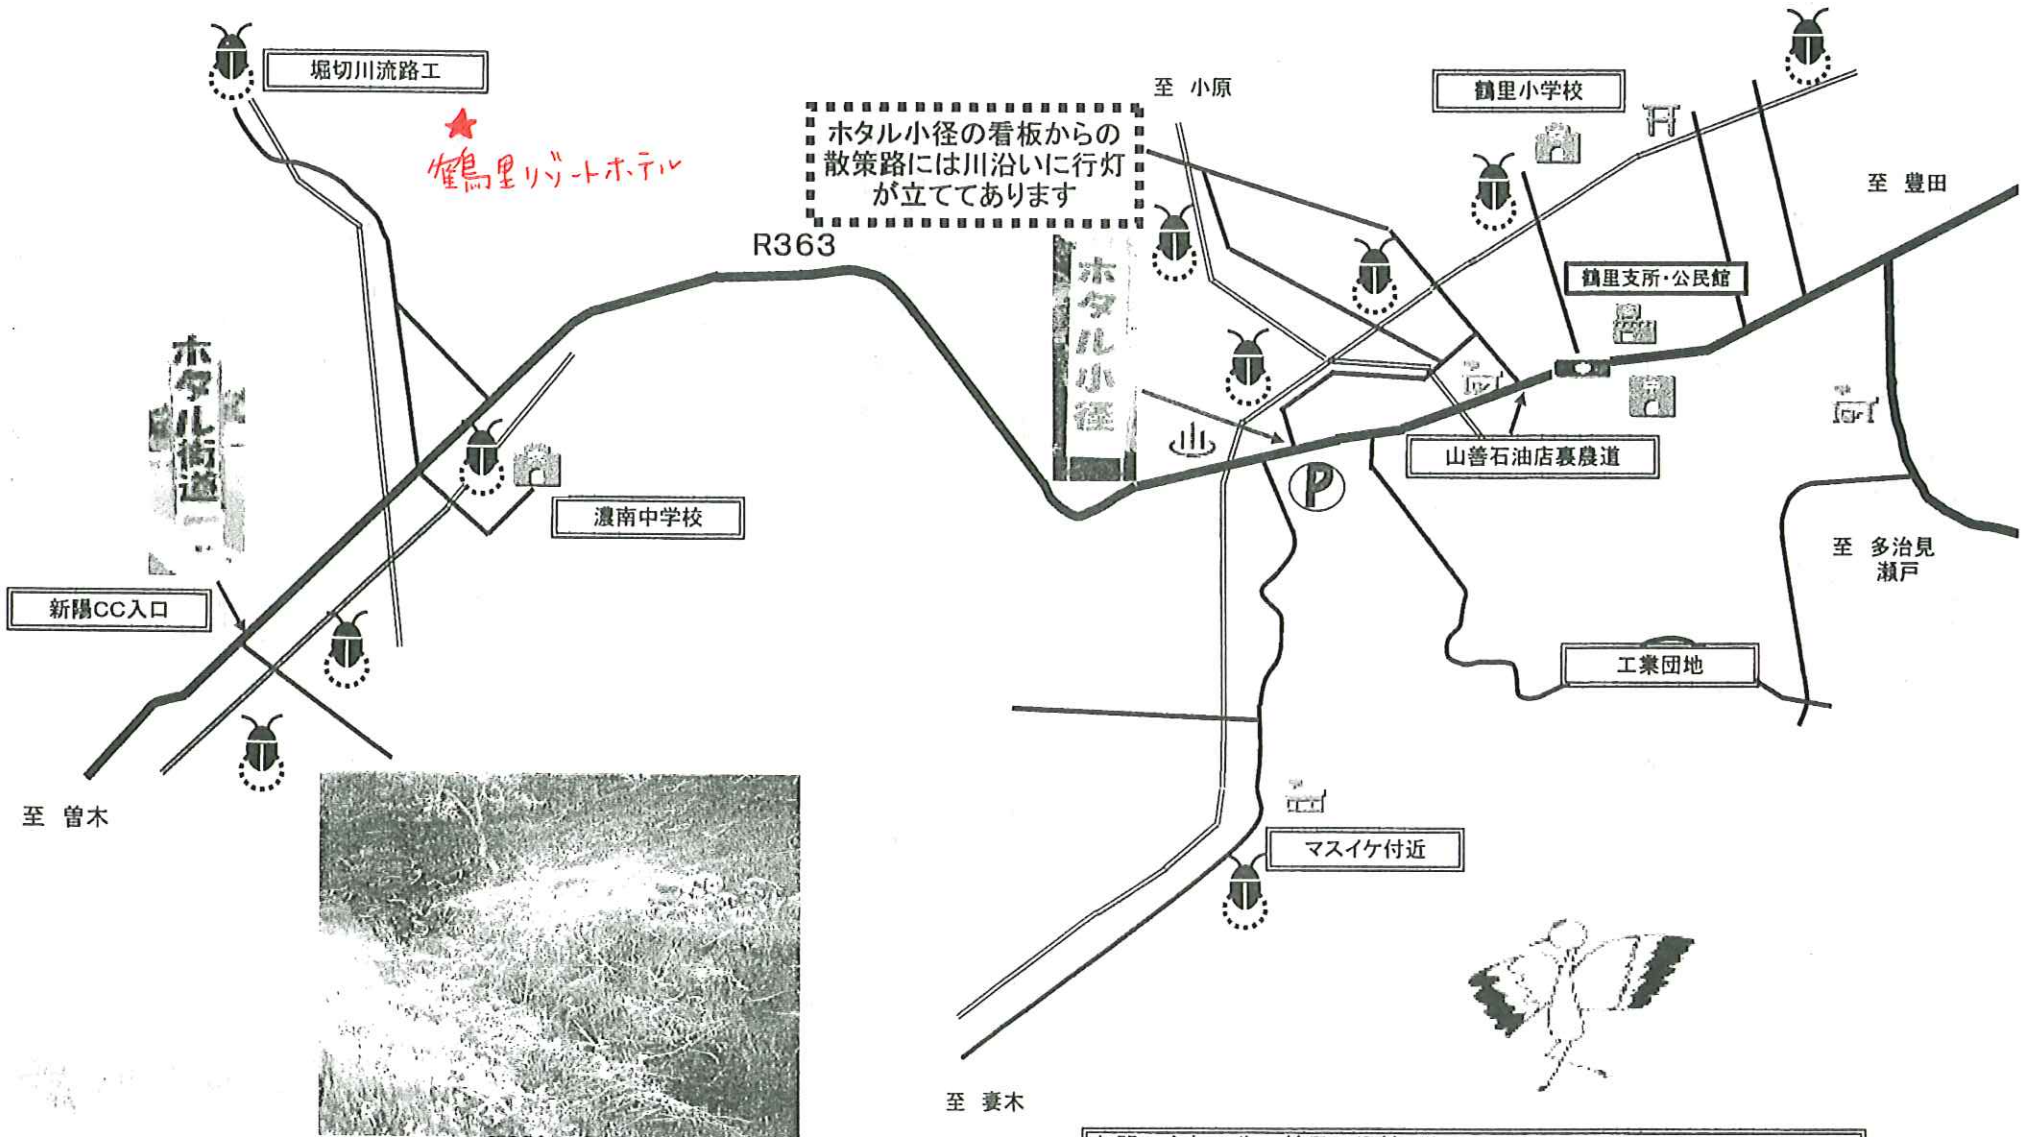 堀切川流路工
鶴里リゾートホテル
至 小原
ホタル小径の看板からの
散策路には川沿いに行灯
が立ててあります
鶴里小学校
至 豊田
R363
ホタル小径
鶴里支所・公民館
ホタル街道
山善石油店裏農道
P
濃南中学校
至 多治見
瀬戸
新陽CC入口
工業団地
至 曽木
マスイケ付近
至 妻木